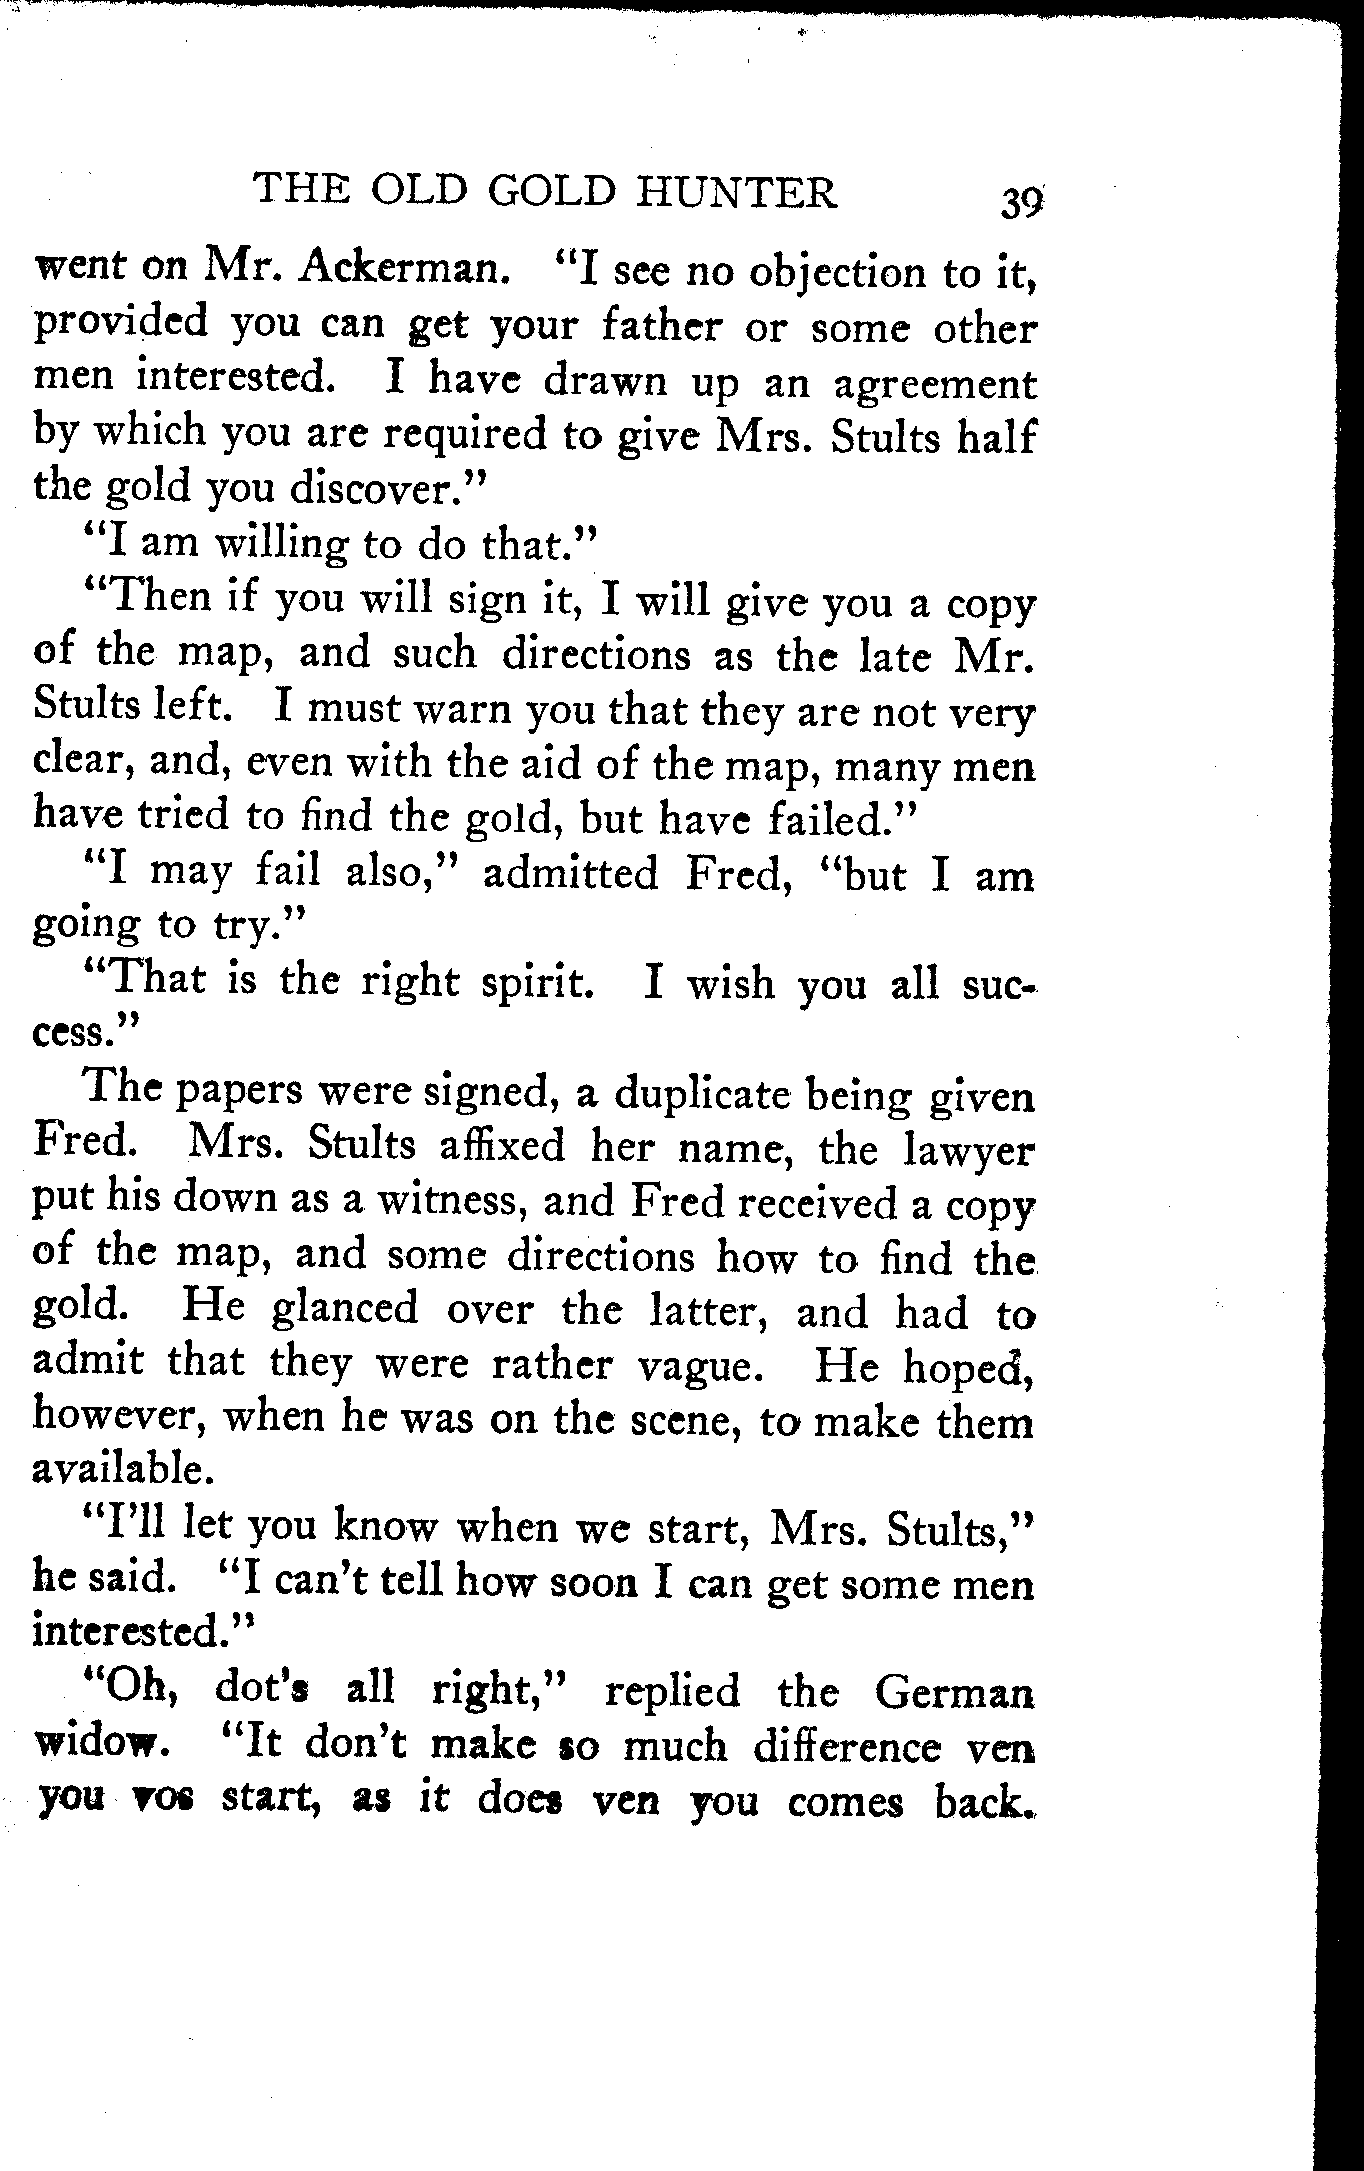 THE OLD GOLD HUNTER 39
went on Mr. Ackerman. "I see no objection to it,
provided you can get your father or some other
men interested. I have drawn up an agreement
by which you are required to give Mrs. Stults half
the gold you discover."
"I am willing to do that."
"Then if you will sign it, I will give you a copy
of the map, and such directions as the late Mr.
Stults left. I must warn you that they are not very
clear, and, even with the aid of the map, many men
have tried to find the gold, but have failed."
"I may fail also," admitted Fred, "but I am
going to try."
"That is the right spirit. I wish you all suc-
cess."
The papers were signed, a duplicate being given
Fred. Mrs. Stults affixed her name, the lawyer
put his down as a witness, and Fred received a copy
of the map, and some directions how to find the
gold. He glanced over the latter, and had to
admit that they were rather vague. He hoped,
however, when he was on the scene, to make them
available.
"I'll let you know when we start, Mrs. Stults,"
he said. "I can't tell how soon I can get some men
interested."
"Oh, dot's all right," replied the German
widow. "It don't make so much difference ven
you vos start, as it does ven you comes back.